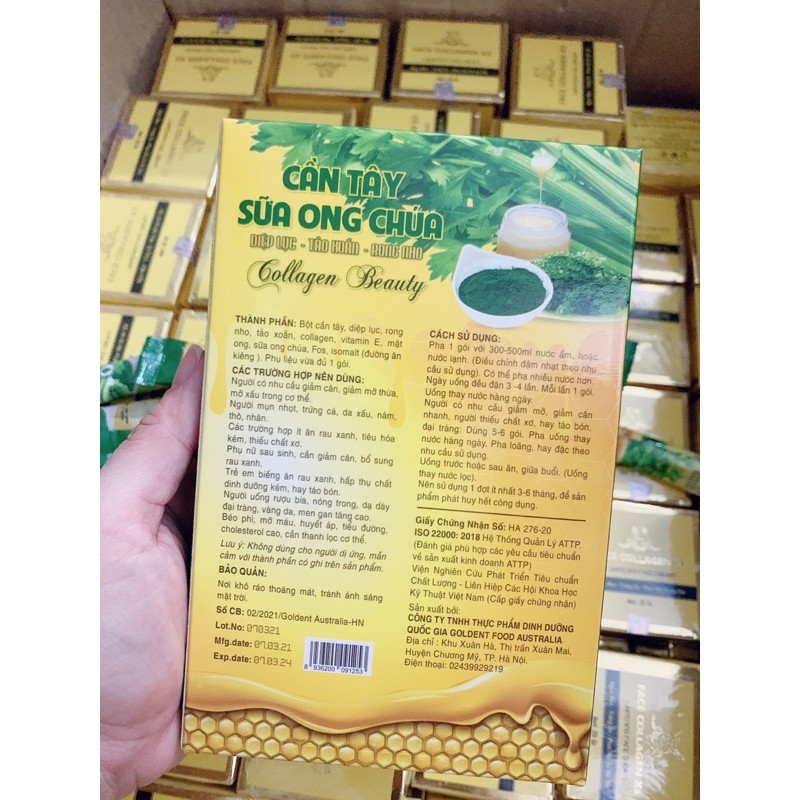 CẦN TÂY
SỮA ONG CHÚA
DIỆP LỤC - TẢO XOẮN - RONG NHO
Collagen Beauty
THÀNH PHẦN: Bột cần tây, diệp lục, rong
nho, tảo xoắn, collagen, vitamin E, mật
ong, sữa ong chúa, Fos, isomalt (đường ăn
kiêng ). Phụ liệu vừa đủ 1 gói.
CÁC TRƯỜNG HỢP NÊN DÙNG:
Người có nhu cầu giảm cân, giảm mỡ thừa,
mỡ xấu trong cơ thể.
Người mụn nhọt, trứng cá, da xấu, nám,
thô, nhăn.
Các trường hợp ít ăn rau xanh, tiêu hóa
kém, thiếu chất xơ.
Phụ nữ sau sinh, cần giảm cân, bổ sung
rau xanh.
Trẻ em biếng ăn rau xanh, hấp thụ chất
dinh dưỡng kém, hay táo bón.
Người uống rượu bia, nóng trong, dạ dày
đại tràng, vàng da, men gan tăng cao.
Béo phì, mỡ máu, huyết áp, tiểu đường,
cholesterol cao, cần thanh lọc cơ thể.
Lưu ý: Không dùng cho người dị ứng, mẫn
cảm với thành phần có ghi trên sản phẩm.
BẢO QUẢN:
Nơi khô ráo thoáng mát, tránh ánh sáng
mặt trời.
Số CB: 02/2021/Goldent Australia-HN
Lot.No: 070321
Mfg.date: 07.03.21
Exp.date: 07.03.24
8 936200 091253
CÁCH SỬ DỤNG:
Pha 1 gói với 300-500ml nước ấm, hoặc
nước lạnh. (Điều chỉnh đậm nhạt theo nhu
cầu sử dụng). Có thể pha nhiều nước hơn.
Ngày uống đều đặn 3 -4 lần. Mỗi lần 1 gói.
Uống thay nước hàng ngày.
Người có nhu cầu giảm mỡ, giảm cân
nhanh, người thiếu chất xơ, hay táo bón,
đại tràng: Dùng 5-6 gói. Pha uống thay
nước hàng ngày. Pha loãng, hay đặc theo
nhu cầu sử dụng.
Uống trước hoặc sau ăn, giữa buổi. (Uống
thay nước lọc).
Nên sử dụng 1 đợt ít nhất 3-6 tháng, để sản
phẩm phát huy hết công dụng.
Giấy Chứng Nhận Số: HA 276-20
ISO 22000: 2018 Hệ Thống Quản Lý ATTP.
(Đánh giá phù hợp các yêu cầu tiêu chuẩn
về sản xuất kinh doanh ATTP)
Viện Nghiên Cứu Phát Triển Tiêu chuẩn
Chất Lượng - Liên Hiệp Các Hội Khoa Học
Kỹ Thuật Việt Nam (Cấp giấy chứng nhận)
Sản xuất bởi:
CÔNG TY TNHH THỰC PHẨM DINH DƯỠNG
QUỐC GIA GOLDENT FOOD AUSTRALIA
Địa chỉ : Khu Xuân Hà, Thị trấn Xuân Mai,
Huyện Chương Mỹ, TP. Hà Nội.
Điện thoại: 02439929219
FACE COLLAGEN X3